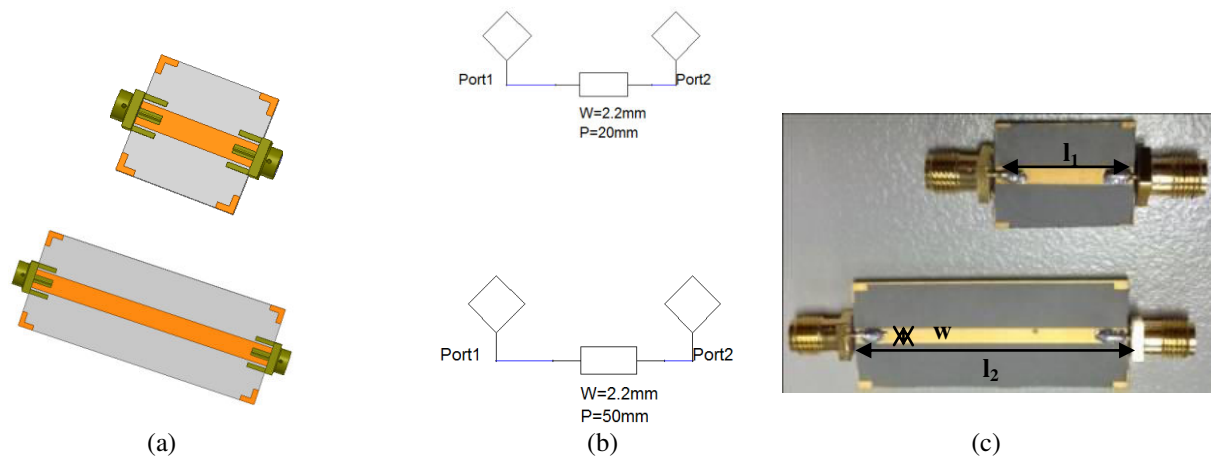 Port1
Port2
W=2.2mm
P=20mm
Port1
Port2
W=2.2mm
P=50mm
l₁
w
l₂
(a)
(b)
(c)